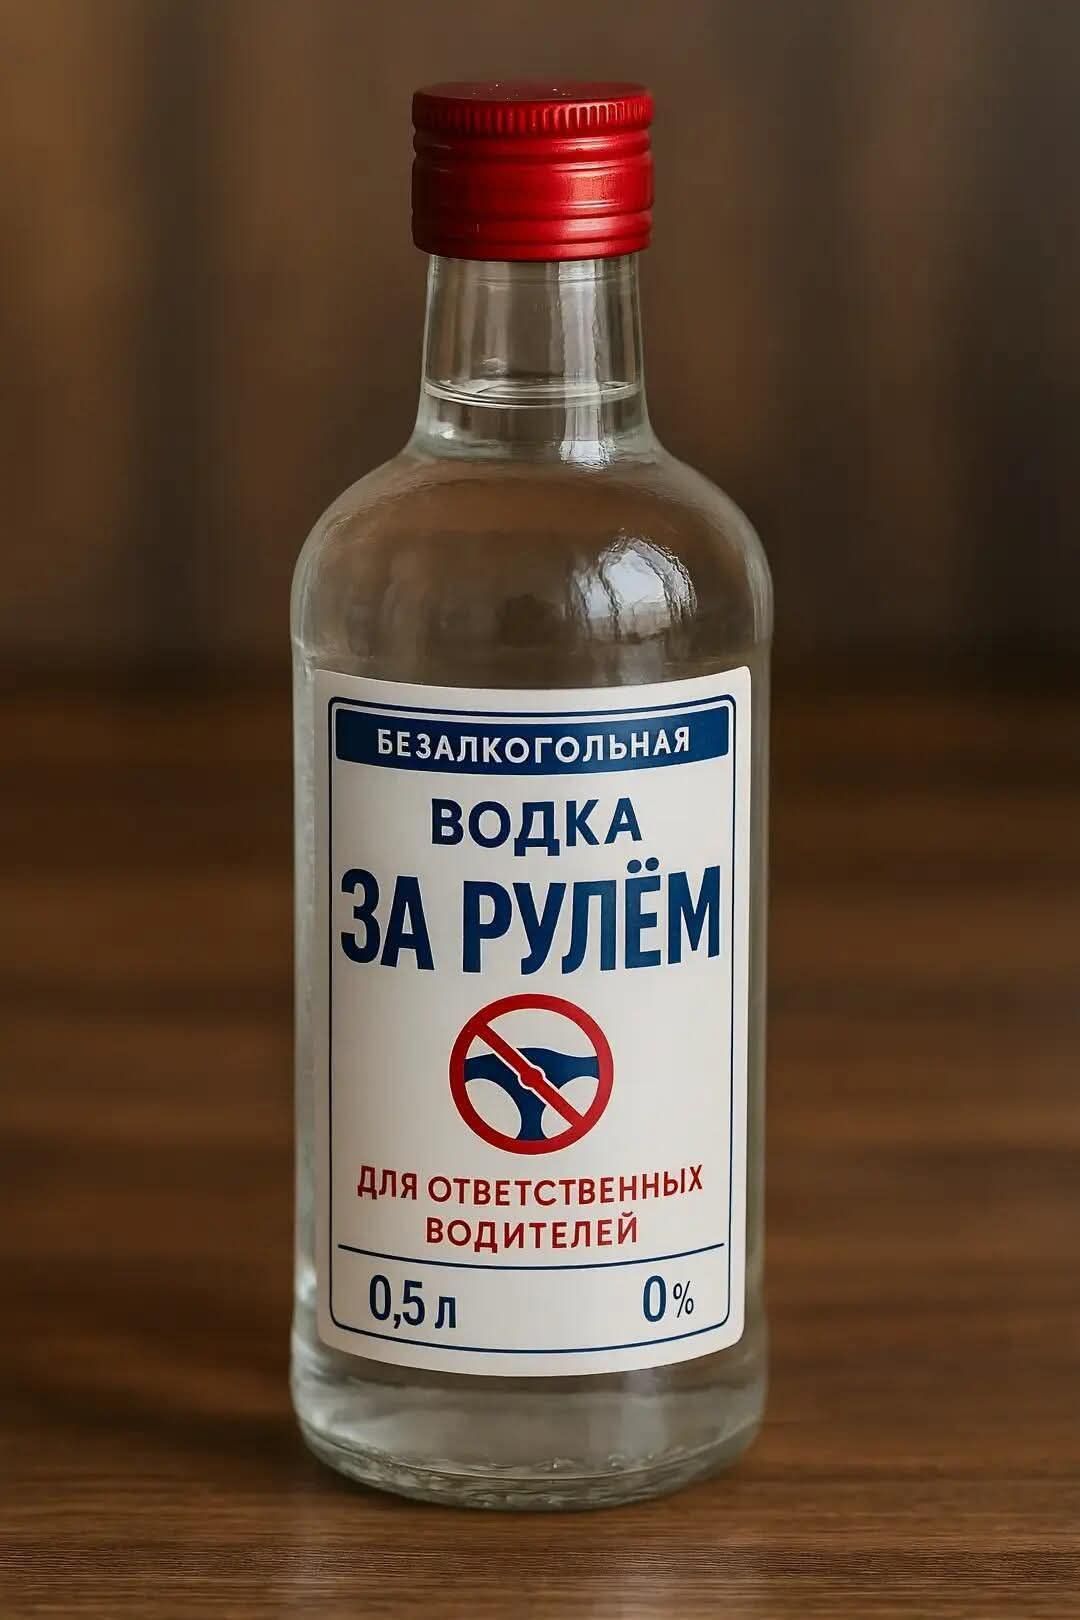 БЕЗАЛКОГОЛЬНАЯ
ВОДКА
ЗА РУЛЁМ
ДЛЯ ОТВЕТСТВЕННЫХ
ВОДИТЕЛЕЙ
0,5 л 0%